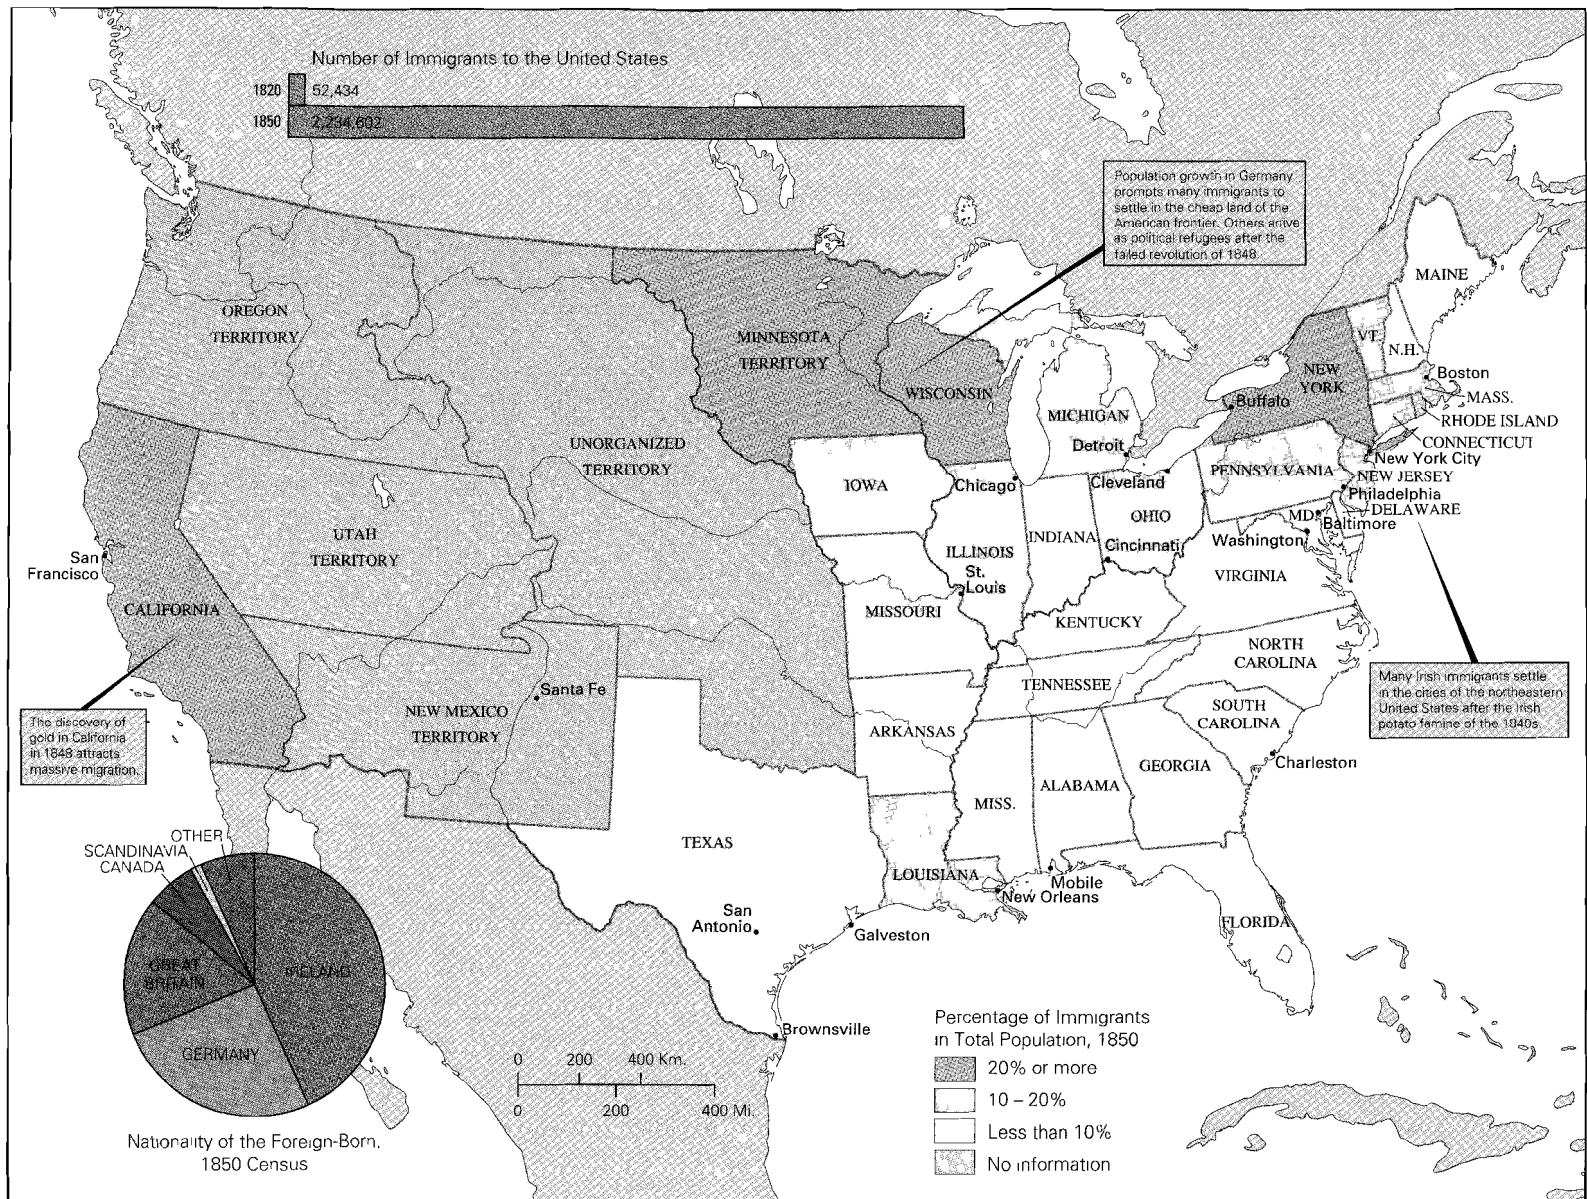 Number of Immigrants to the United States
1820 52,434
1850 2,234,602
Population growth in Germany
prompts many immigrants to
settle in the cheap land of the
American frontier. Others arrive
as political refugees after the
failed revolution of 1848.
MAINE
OREGON
TERRITORY
MINNESOTA
TERRITORY
WISCONSIN
MICHIGAN
Detroit
NEW
YORK
Buffalo
VT.
N.H.
Boston
MASS.
RHODE ISLAND
CONNECTICUT
New York City
UNORGANIZED
TERRITORY
IOWA
Chicago
Cleveland
PENNSYLVANIA
NEW JERSEY
Philadelphia
DELAWARE
MD.
Baltimore
Washington
OHIO
INDIANA
Cincinnati
ILLINOIS
St.
Louis
UTAH
TERRITORY
San
Francisco
CALIFORNIA
MISSOURI
KENTUCKY
VIRGINIA
NORTH
CAROLINA
TENNESSEE
SOUTH
CAROLINA
Many Irish immigrants settle
in the cities of the northeastern
United States after the Irish
potato famine of the 1840s
Santa Fe
NEW MEXICO
TERRITORY
The discovery of
gold in California
in 1848 attracts
massive migration.
ARKANSAS
MISS.
ALABAMA
GEORGIA
Charleston
TEXAS
LOUISIANA
New Orleans
Mobile
FLORIDA
San
Antonio
Galveston
Brownsville
OTHER
SCANDINAVIA
CANADA
GREAT
BRITAIN
IRELAND
GERMANY
Nationality of the Foreign-Born,
1850 Census
0 200 400 Km.
0 200 400 Mi.
Percentage of Immigrants
in Total Population, 1850
20% or more
10 – 20%
Less than 10%
No information